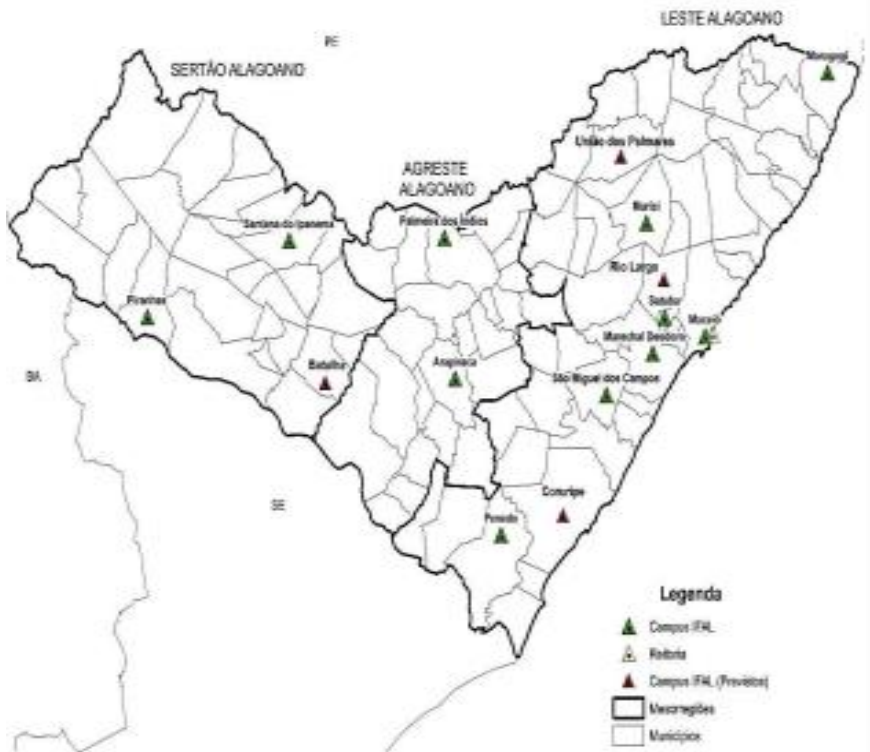 LESTE ALAGOANO
PE
SERTÃO ALAGOANO
Maragogi
União dos Palmares
AGRESTE
ALAGOANO
Murici
Palmeira dos Índios
Santana do Ipanema
Rio Largo
Piranhas
Satuba
Maceió
Marechal Deodoro
BA
Batalha
Arapiraca
São Miguel dos Campos
SE
Coruripe
Penedo
Legenda
Campus IFAL
Reitoria
Campus IFAL (Previstos)
Mesorregiões
Municípios